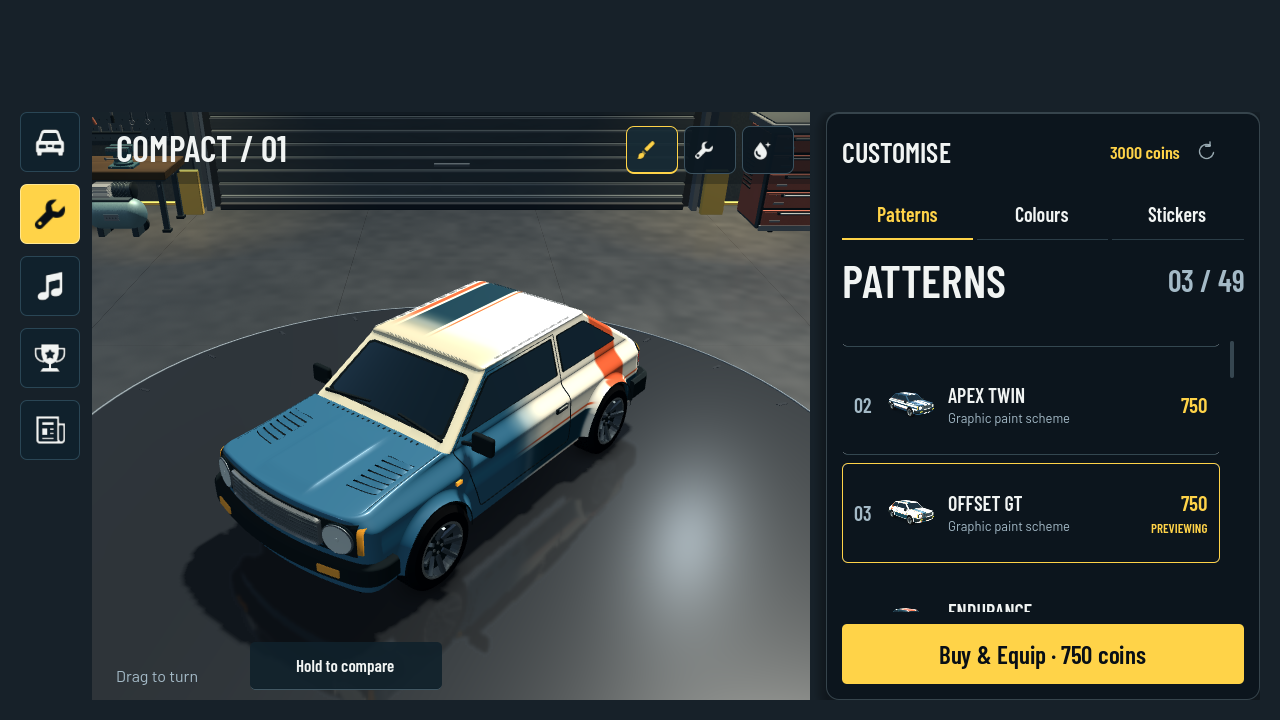 COMPACT / 01
CUSTOMISE
3000 coins
Patterns
Colours
Stickers
PATTERNS
03 / 49
02
APEX TWIN
Graphic paint scheme
750
03
OFFSET GT
Graphic paint scheme
750
PREVIEWING
ENDURANCE
Buy & Equip · 750 coins
Hold to compare
Drag to turn